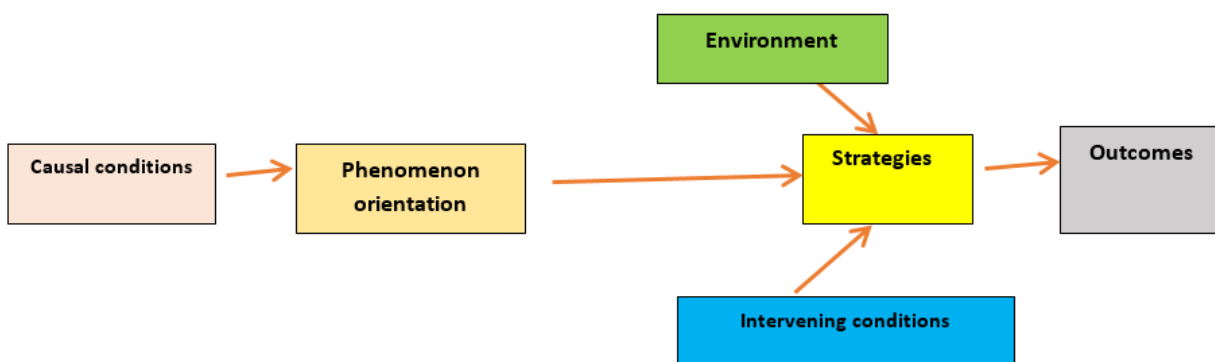 Environment
Causal conditions
Phenomenon
orientation
Strategies
Outcomes
Intervening conditions